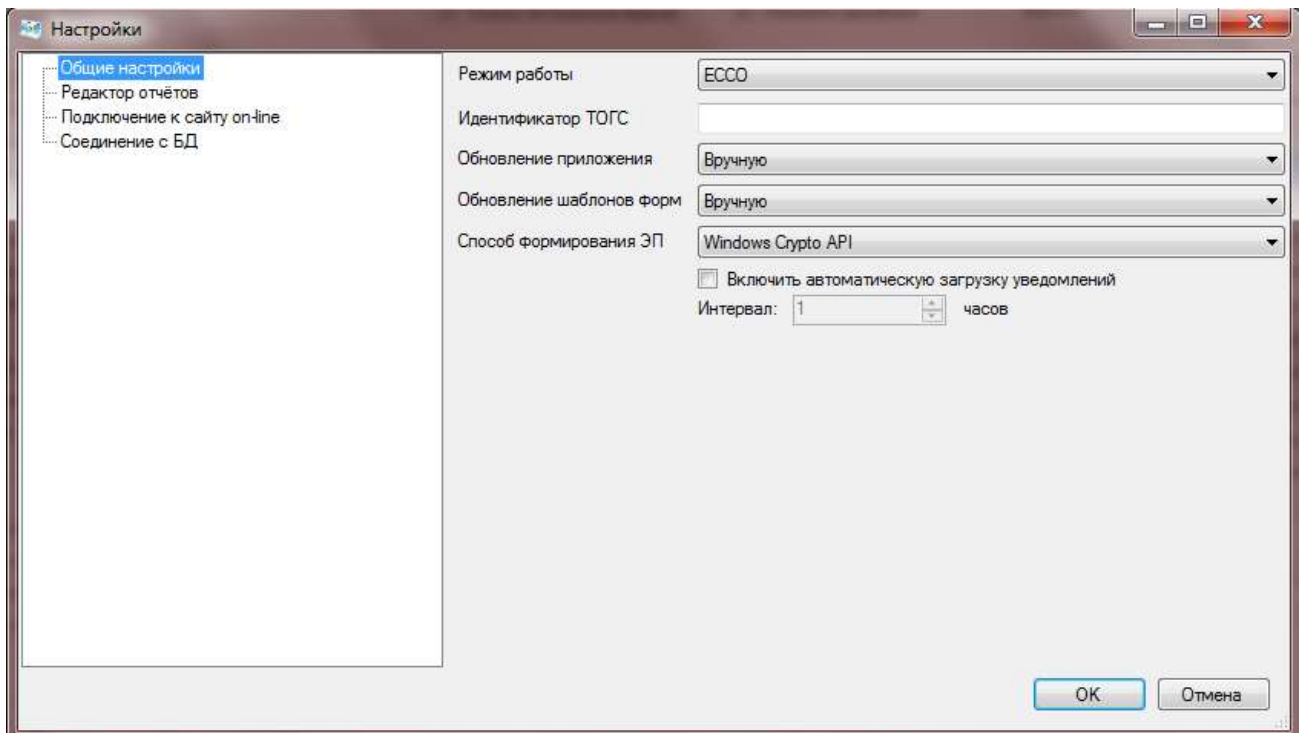 Настройки
Общие настройки
Редактор отчётов
Подключение к сайту on-line
Соединение с БД
Режим работы ЕССО
Идентификатор ТОГС
Обновление приложения Вручную
Обновление шаблонов форм Вручную
Способ формирования ЭП Windows Crypto API
Включить автоматическую загрузку уведомлений
Интервал: 1 часов
OK Отмена